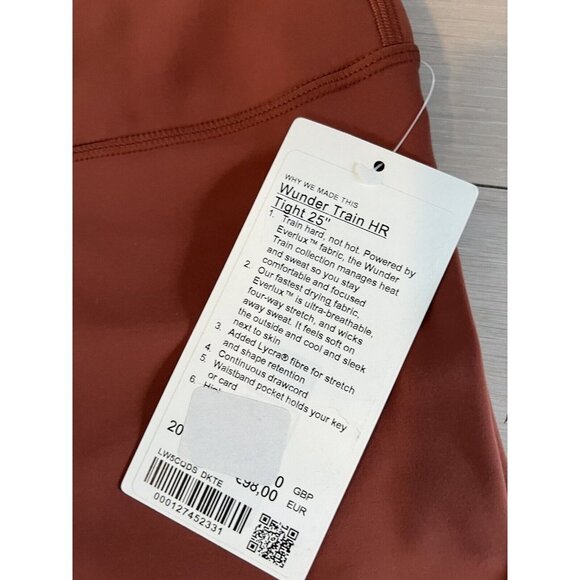 WHY WE MADE THIS
Wunder Train HR
Tight 25"
1. Train hard, not hot. Powered by
Everlux™ fabric, the Wunder
Train collection manages heat
and sweat so you stay
comfortable and focused
2. Our fastest drying fabric,
Everlux™ is ultra-breathable,
four-way stretch, and wicks
away sweat. It feels soft on
the outside and cool and sleek
next to skin
3. Added Lycra® fibre for stretch
and shape retention
4. Continuous drawcord
5. Waistband pocket holds your key
or card
6.
20
0 GBP
LW5CQDS DKTE
€98,00 EUR
000127452331